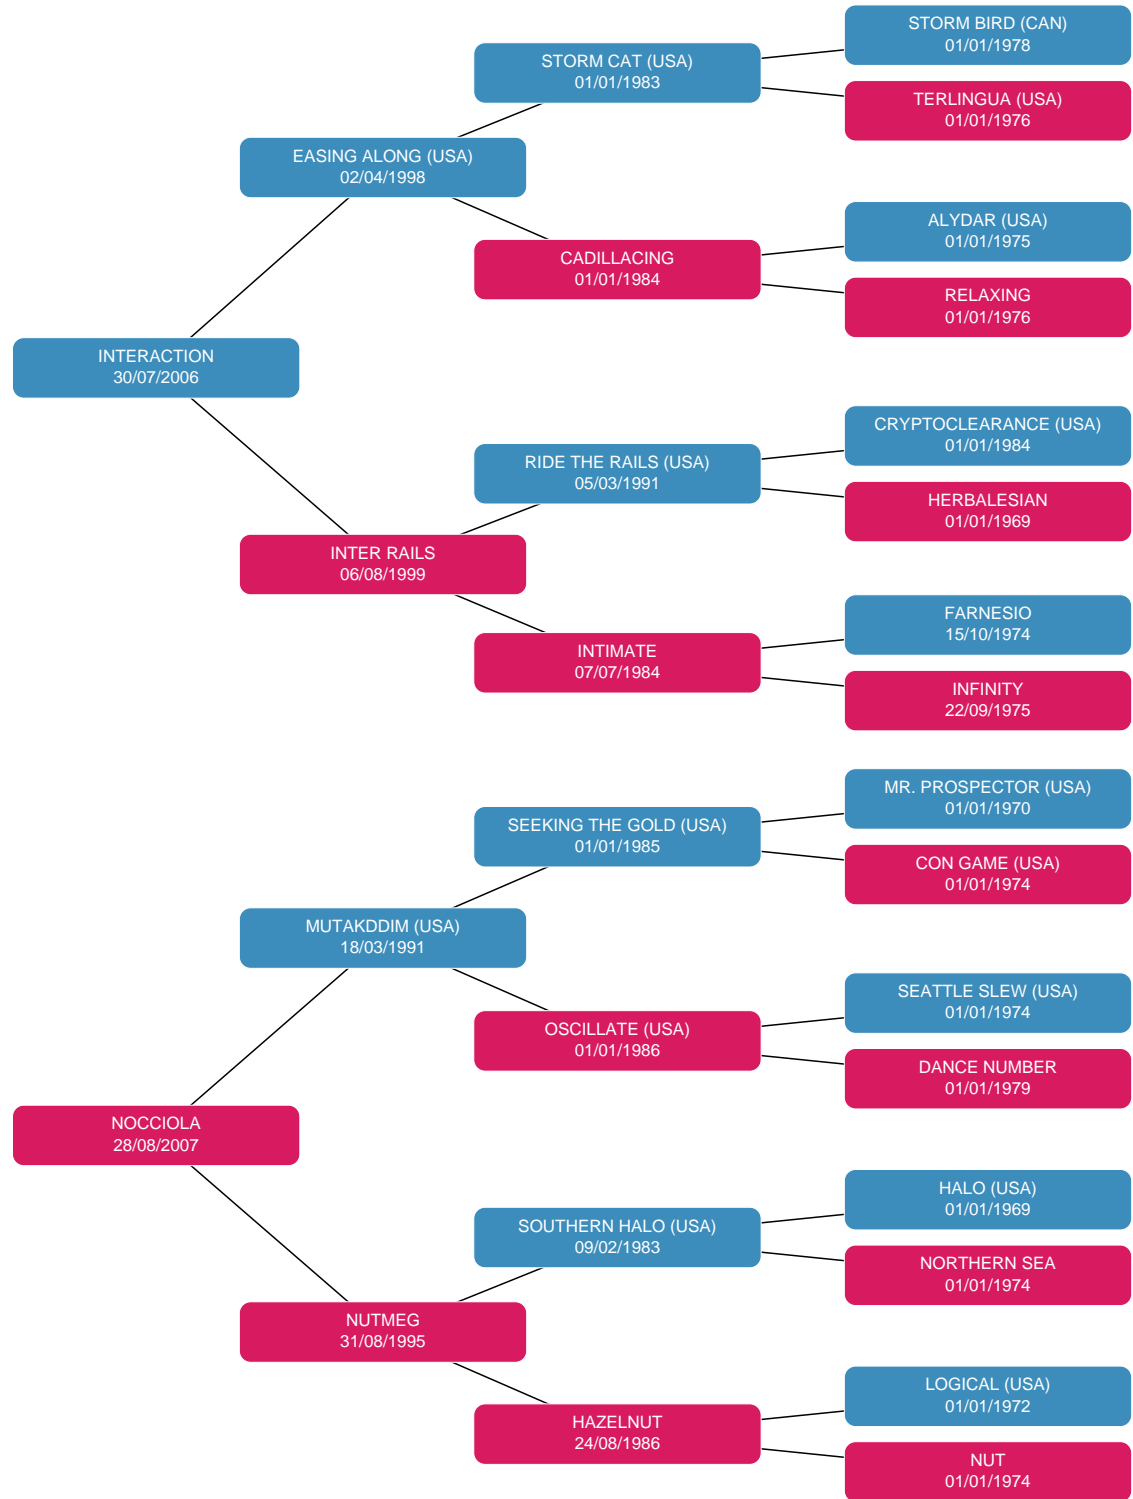 STORM BIRD (CAN)
01/01/1978
STORM CAT (USA)
01/01/1983
TERLINGUA (USA)
01/01/1976
EASING ALONG (USA)
02/04/1998
ALYDAR (USA)
01/01/1975
CADILLACING
01/01/1984
RELAXING
01/01/1976
INTERACTION
30/07/2006
CRYPTOCLEARANCE (USA)
01/01/1984
RIDE THE RAILS (USA)
05/03/1991
HERBALESIAN
01/01/1969
INTER RAILS
06/08/1999
FARNESIO
15/10/1974
INTIMATE
07/07/1984
INFINITY
22/09/1975
MR. PROSPECTOR (USA)
01/01/1970
SEEKING THE GOLD (USA)
01/01/1985
CON GAME (USA)
01/01/1974
MUTAKDDIM (USA)
18/03/1991
SEATTLE SLEW (USA)
01/01/1974
OSCILLATE (USA)
01/01/1986
DANCE NUMBER
01/01/1979
NOCCIOLA
28/08/2007
HALO (USA)
01/01/1969
SOUTHERN HALO (USA)
09/02/1983
NORTHERN SEA
01/01/1974
NUTMEG
31/08/1995
LOGICAL (USA)
01/01/1972
HAZELNUT
24/08/1986
NUT
01/01/1974